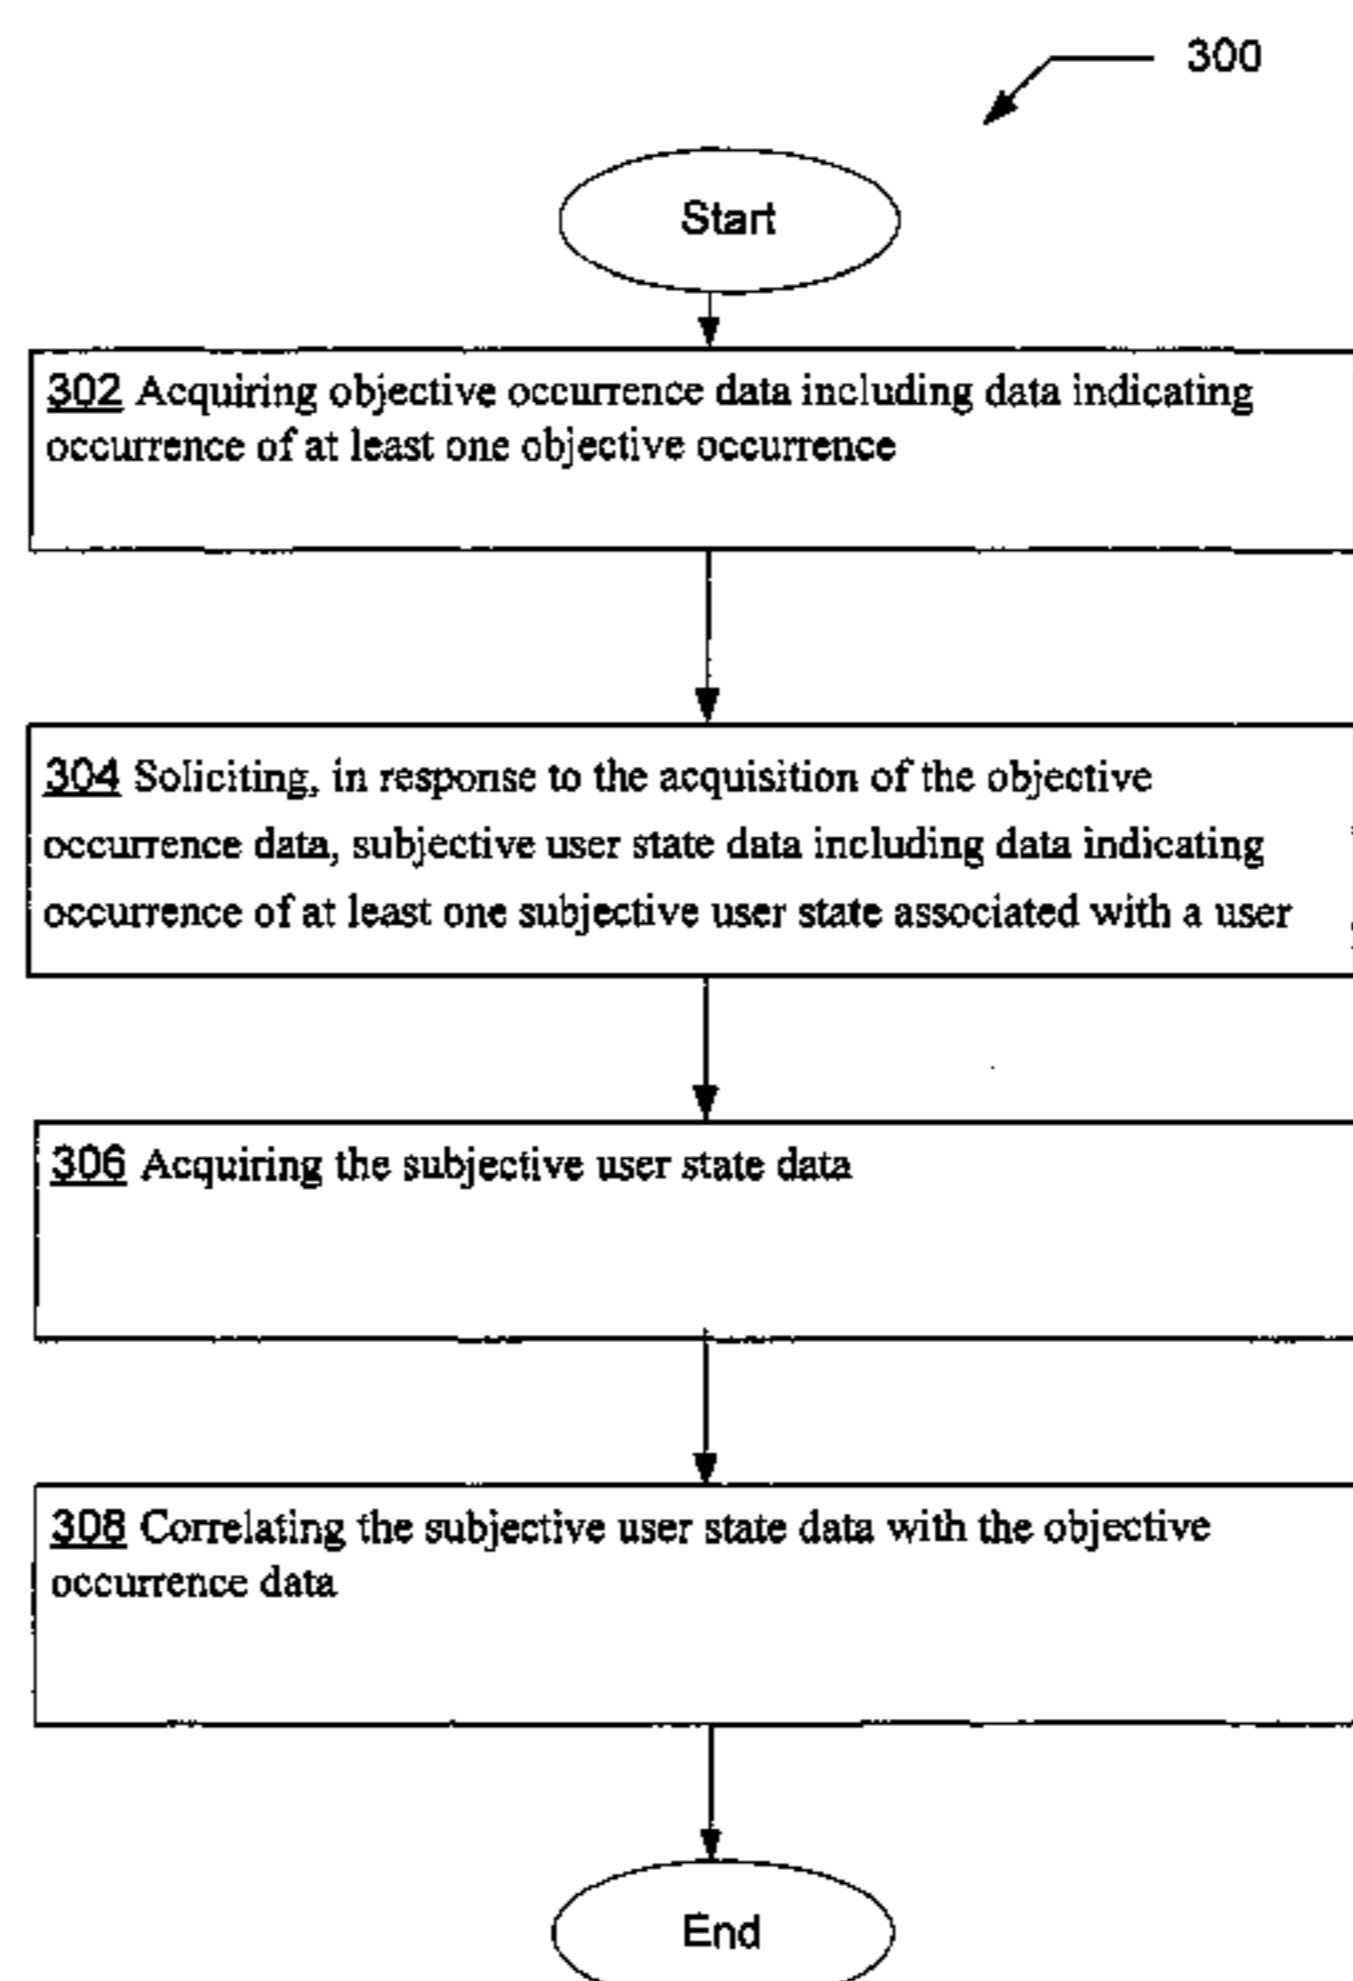 300
Start
302 Acquiring objective occurrence data including data indicating
occurrence of at least one objective occurrence
304 Soliciting, in response to the acquisition of the objective
occurrence data, subjective user state data including data indicating
occurrence of at least one subjective user state associated with a user
306 Acquiring the subjective user state data
308 Correlating the subjective user state data with the objective
occurrence data
End